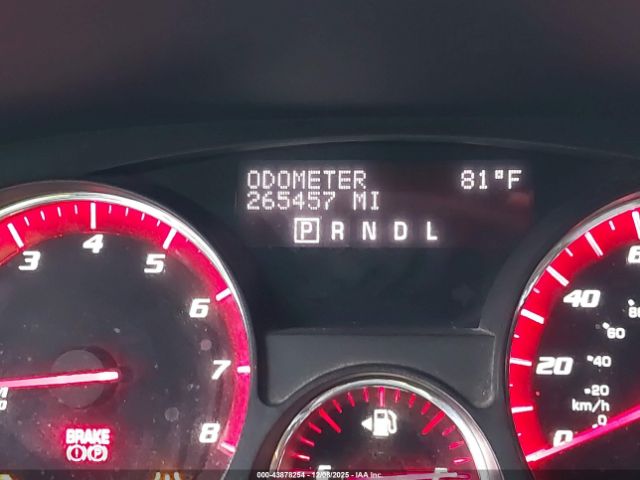 ODOMETER 81°F
265457 MI
P R N D L
3 4 5 6 7 8
BRAKE
P
40
20
0
80
60
40
20
km/h
0
000-43878254 - 12/08/2025 - IAA Inc.